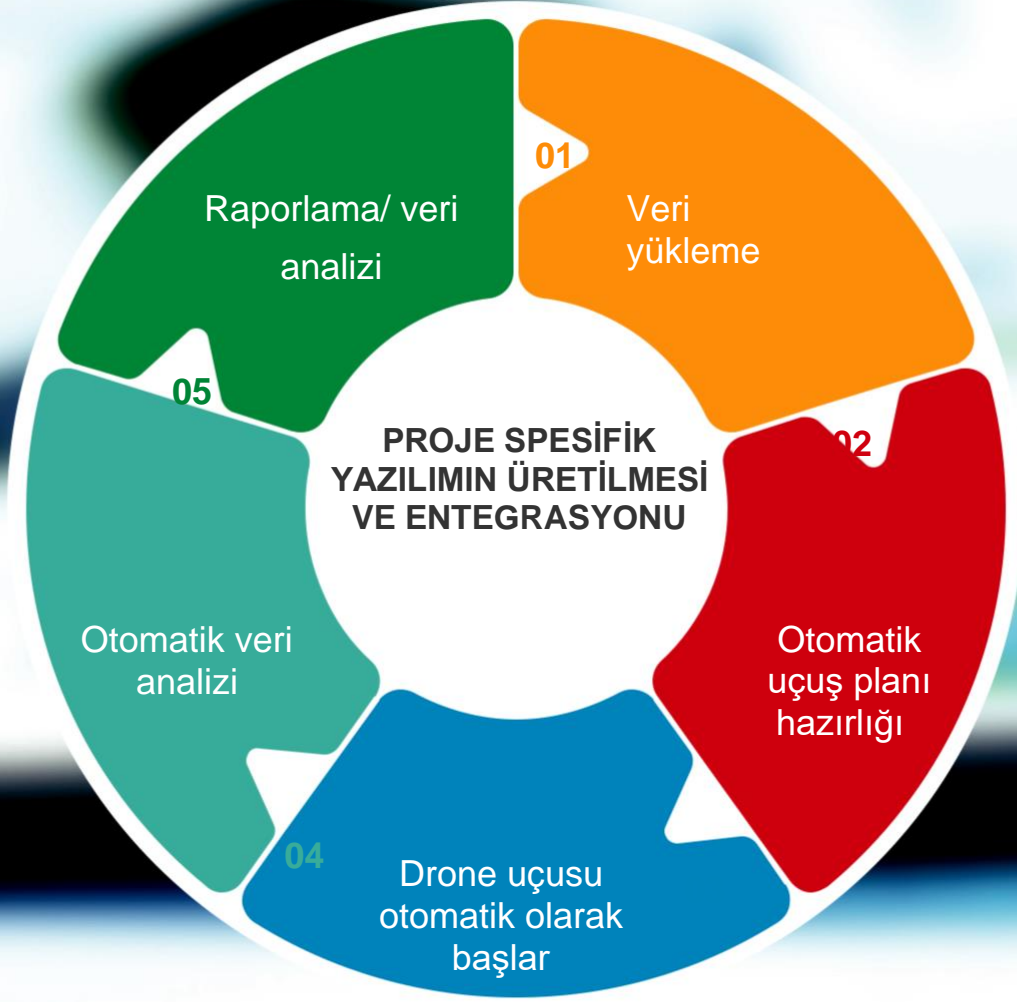 PROJE SPESİFİK
YAZILIMIN ÜRETİLMESİ
VE ENTEGRASYONU
01
Veri
yükleme
02
Otomatik
uçuş planı
hazırlığı
Drone uçusu
otomatik olarak
başlar
04
Otomatik veri
analizi
05
Raporlama/ veri
analizi